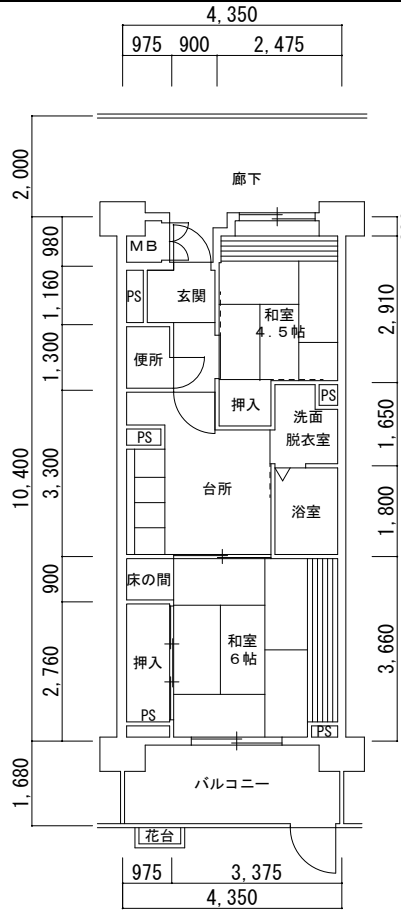 4,350
975 900 2,475
2,000
廊下
980
MB
1,160
PS
玄関
和室
4.5帖
2,910
1,300
便所
押入
PS
洗面
脱衣室
1,650
10,400
3,300
PS
台所
浴室
1,800
900
床の間
和室
6帖
3,660
2,760
押入
PS
PS
1,680
バルコニー
花台
975 3,375
4,350